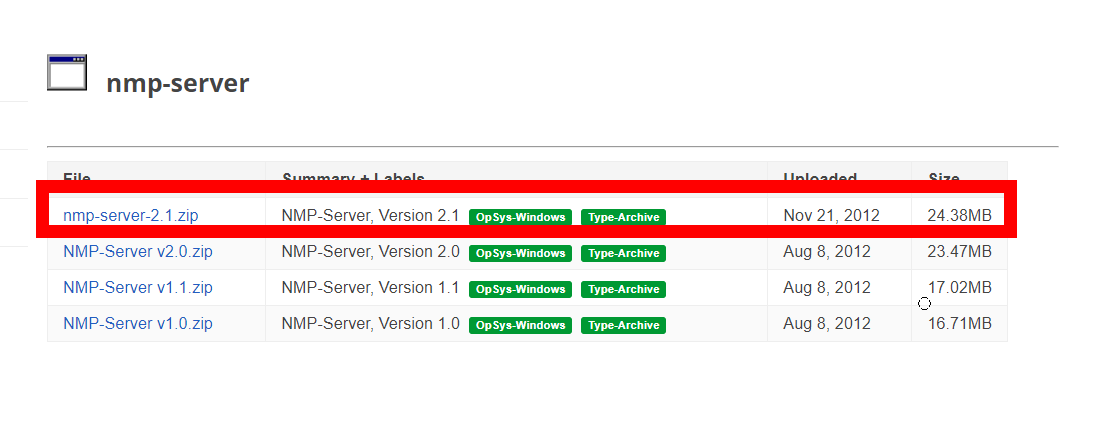 nmp-server
File Summary + Labels Uploaded Size
nmp-server-2.1.zip NMP-Server, Version 2.1 OpSys-Windows Type-Archive Nov 21, 2012 24.38MB
NMP-Server v2.0.zip NMP-Server, Version 2.0 OpSys-Windows Type-Archive Aug 8, 2012 23.47MB
NMP-Server v1.1.zip NMP-Server, Version 1.1 OpSys-Windows Type-Archive Aug 8, 2012 17.02MB
NMP-Server v1.0.zip NMP-Server, Version 1.0 OpSys-Windows Type-Archive Aug 8, 2012 16.71MB